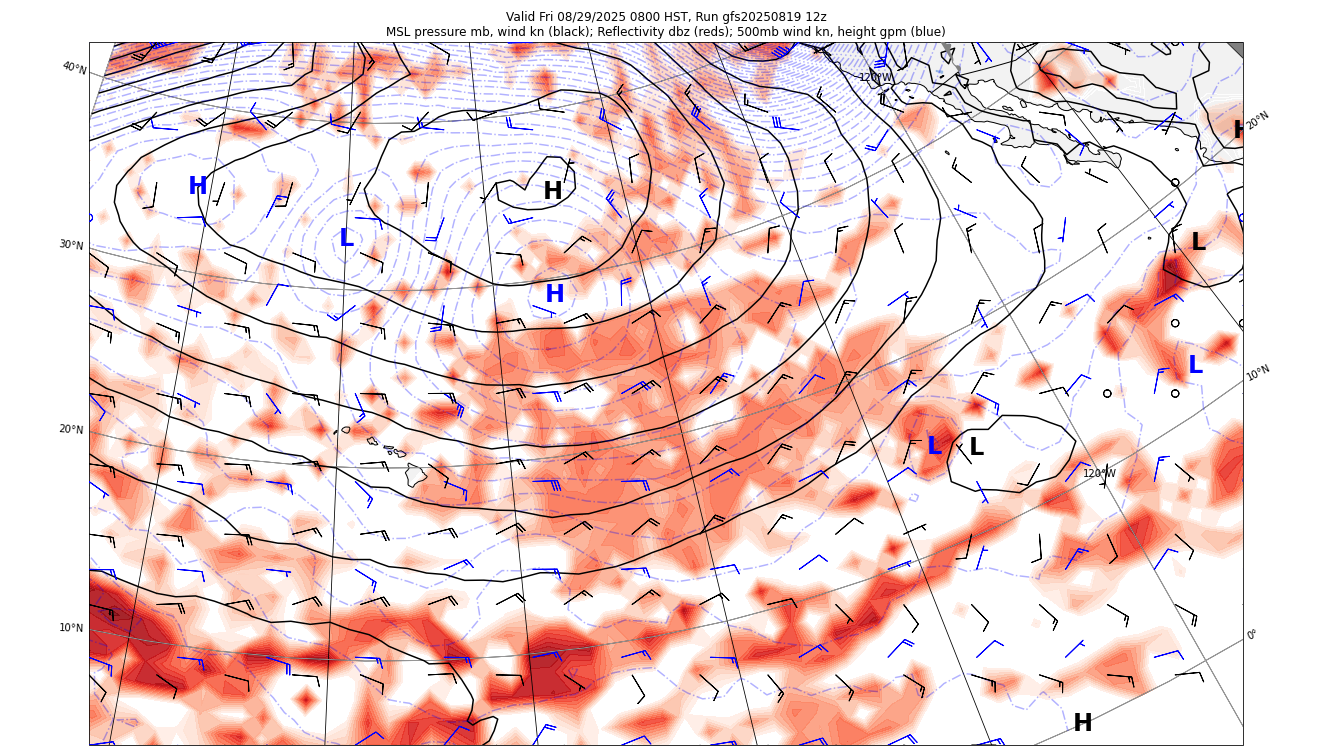 Valid Fri 08/29/2025 0800 HST, Run gfs20250819 12z
MSL pressure mb, wind kn (black); Reflectivity dbz (reds); 500mb wind kn, height gpm (blue)
40°N
120°W
20°N
H
H
H
L
30°N
L
H
L
10°N
20°N
L
L
120°W
10°N
0°
H